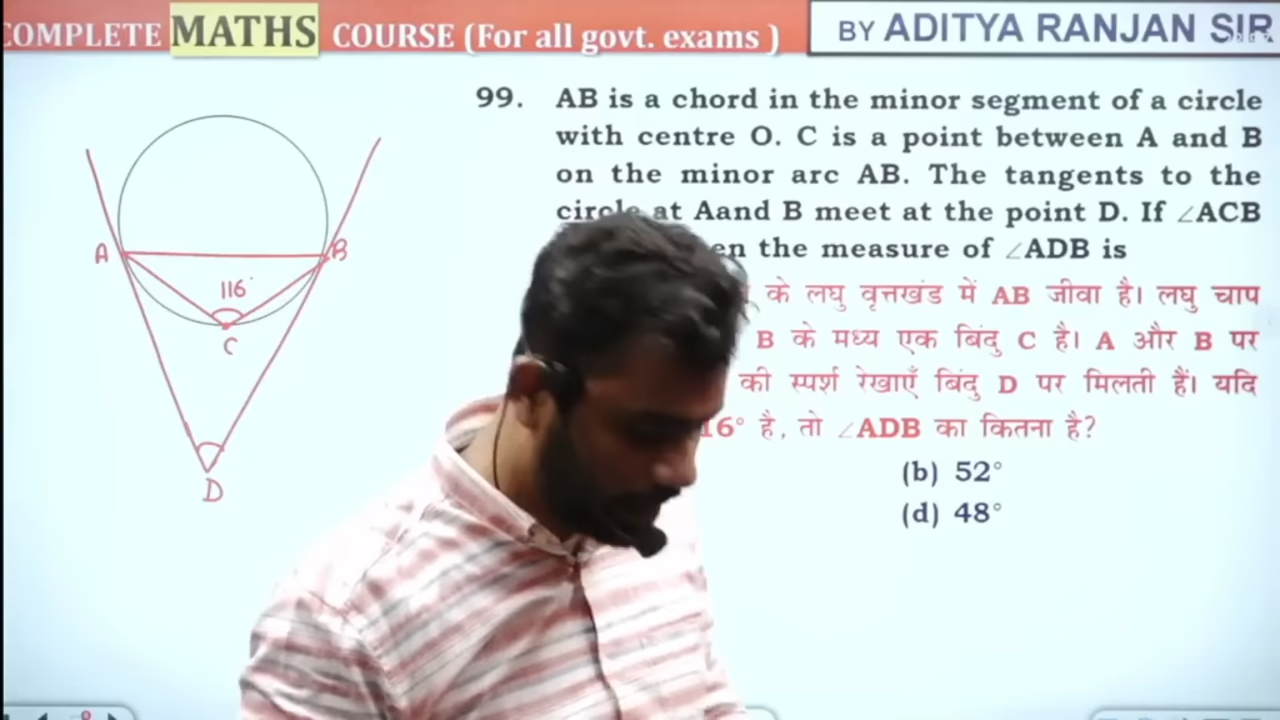 COMPLETE MATHS COURSE (For all govt. exams )
BY ADITYA RANJAN SIR
99. AB is a chord in the minor segment of a circle
with centre O. C is a point between A and B
on the minor arc AB. The tangents to the
circle at Aand B meet at the point D. If ∠ACB
the measure of ∠ADB is
के लघु वृत्तखंड में AB जीवा है। लघु चाप
B के मध्य एक बिंदु C है। A और B पर
की स्पर्श रेखाएँ बिंदु D पर मिलती हैं। यदि
16° है, तो ∠ADB का कितना है?
(b) 52°
(d) 48°
A
B
116°
C
D